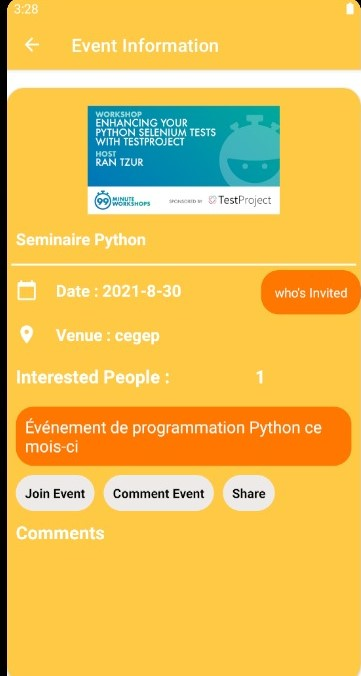 3:28
Event Information
WORKSHOP
ENHANCING YOUR
PYTHON SELENIUM TESTS
WITH TESTPROJECT
HOST
RAN TZUR
99 MINUTE
WORKSHOPS
SPONSORED BY TestProject
Seminaire Python
Date : 2021-8-30
who's Invited
Venue : cegep
Interested People : 1
Événement de programmation Python ce
mois-ci
Join Event Comment Event Share
Comments